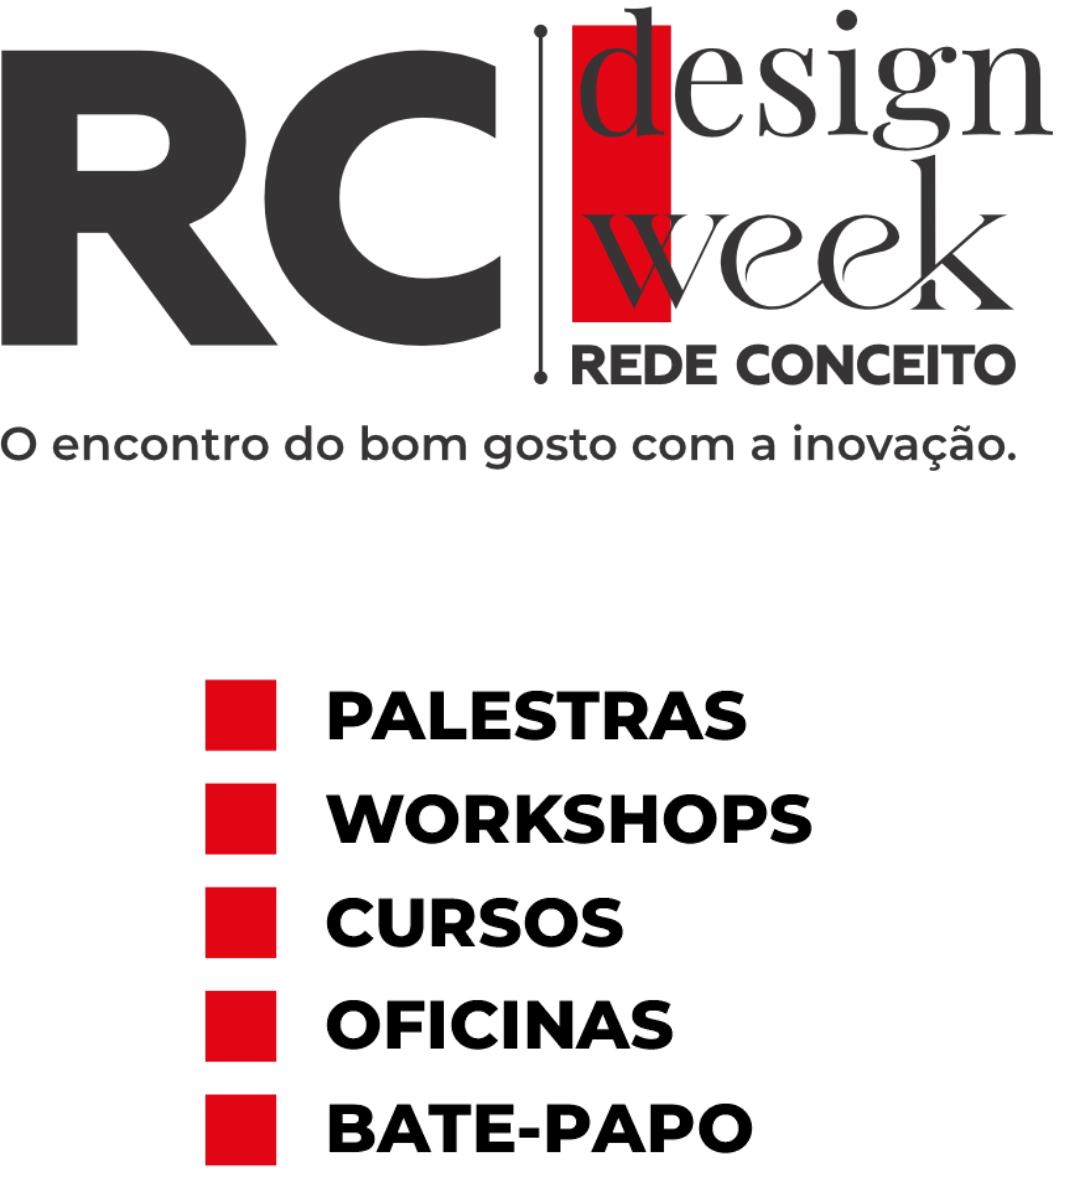 RC
design
week
REDE CONCEITO
O encontro do bom gosto com a inovação.
PALESTRAS
WORKSHOPS
CURSOS
OFICINAS
BATE-PAPO